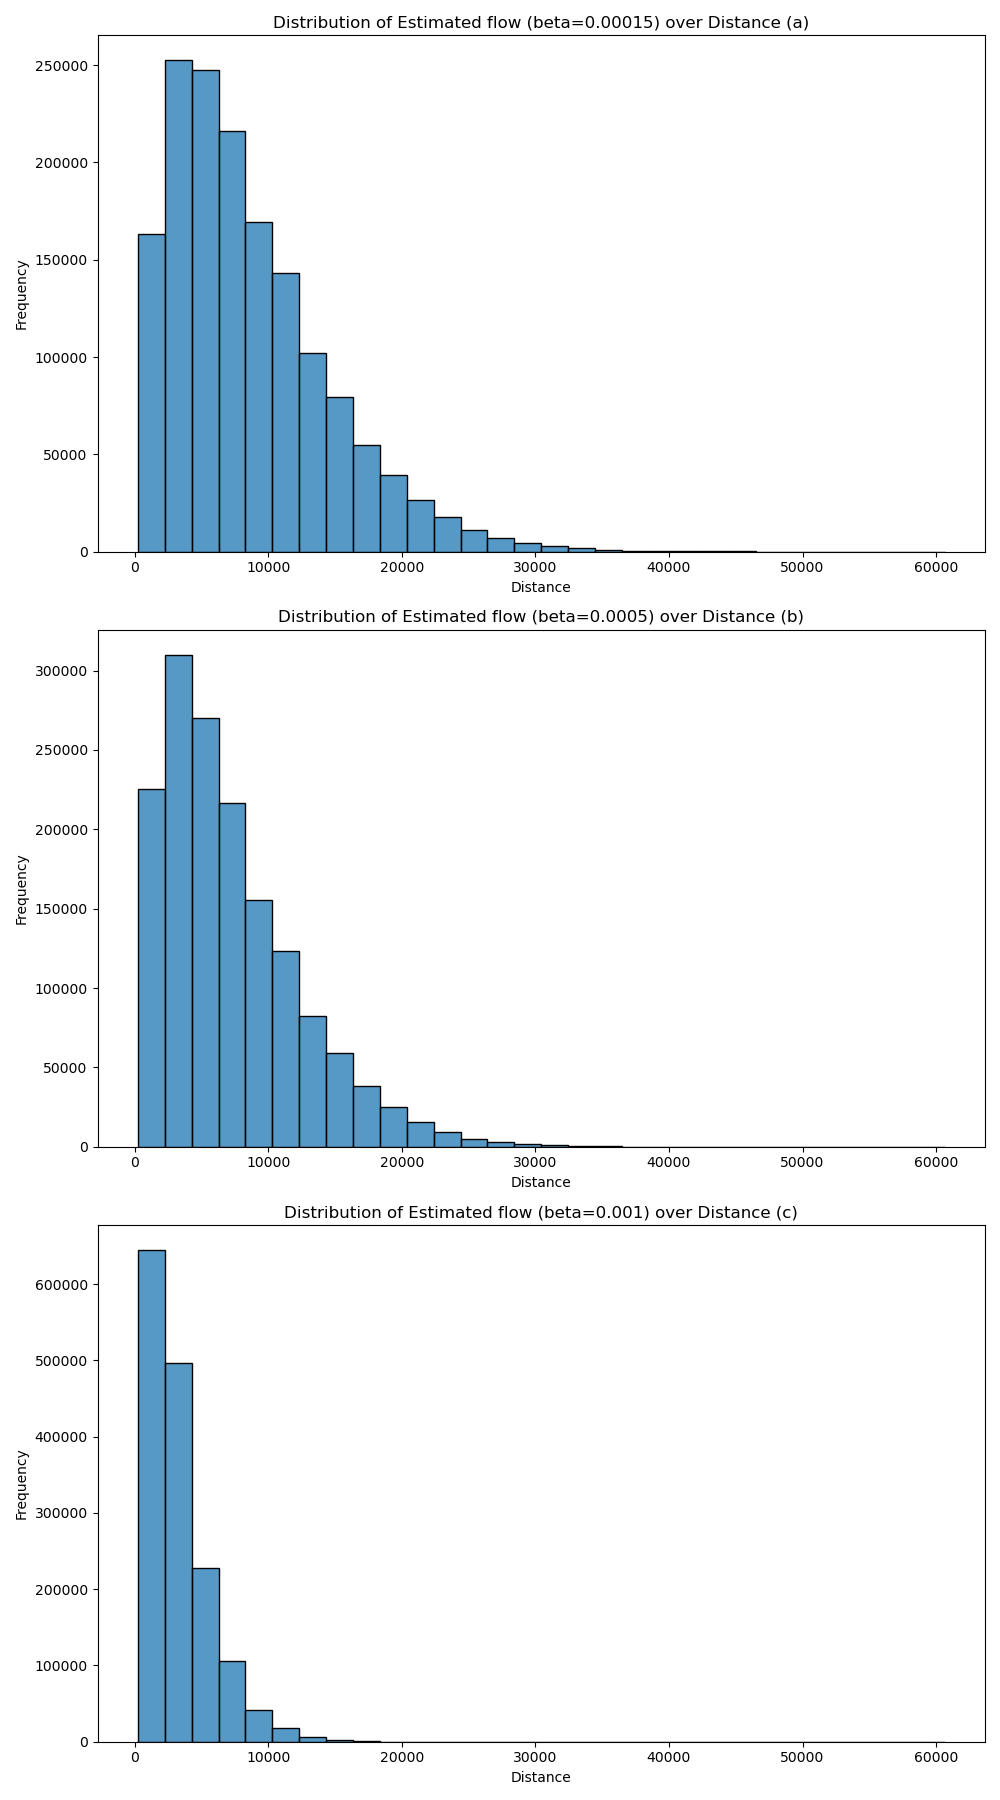 Distribution of Estimated flow (beta=0.00015) over Distance (a)
250000
200000
150000
100000
50000
0
Frequency
0 10000 20000 30000 40000 50000 60000
Distance
Distribution of Estimated flow (beta=0.0005) over Distance (b)
300000
250000
200000
150000
100000
50000
0
Frequency
0 10000 20000 30000 40000 50000 60000
Distance
Distribution of Estimated flow (beta=0.001) over Distance (c)
600000
500000
400000
300000
200000
100000
0
Frequency
0 10000 20000 30000 40000 50000 60000
Distance